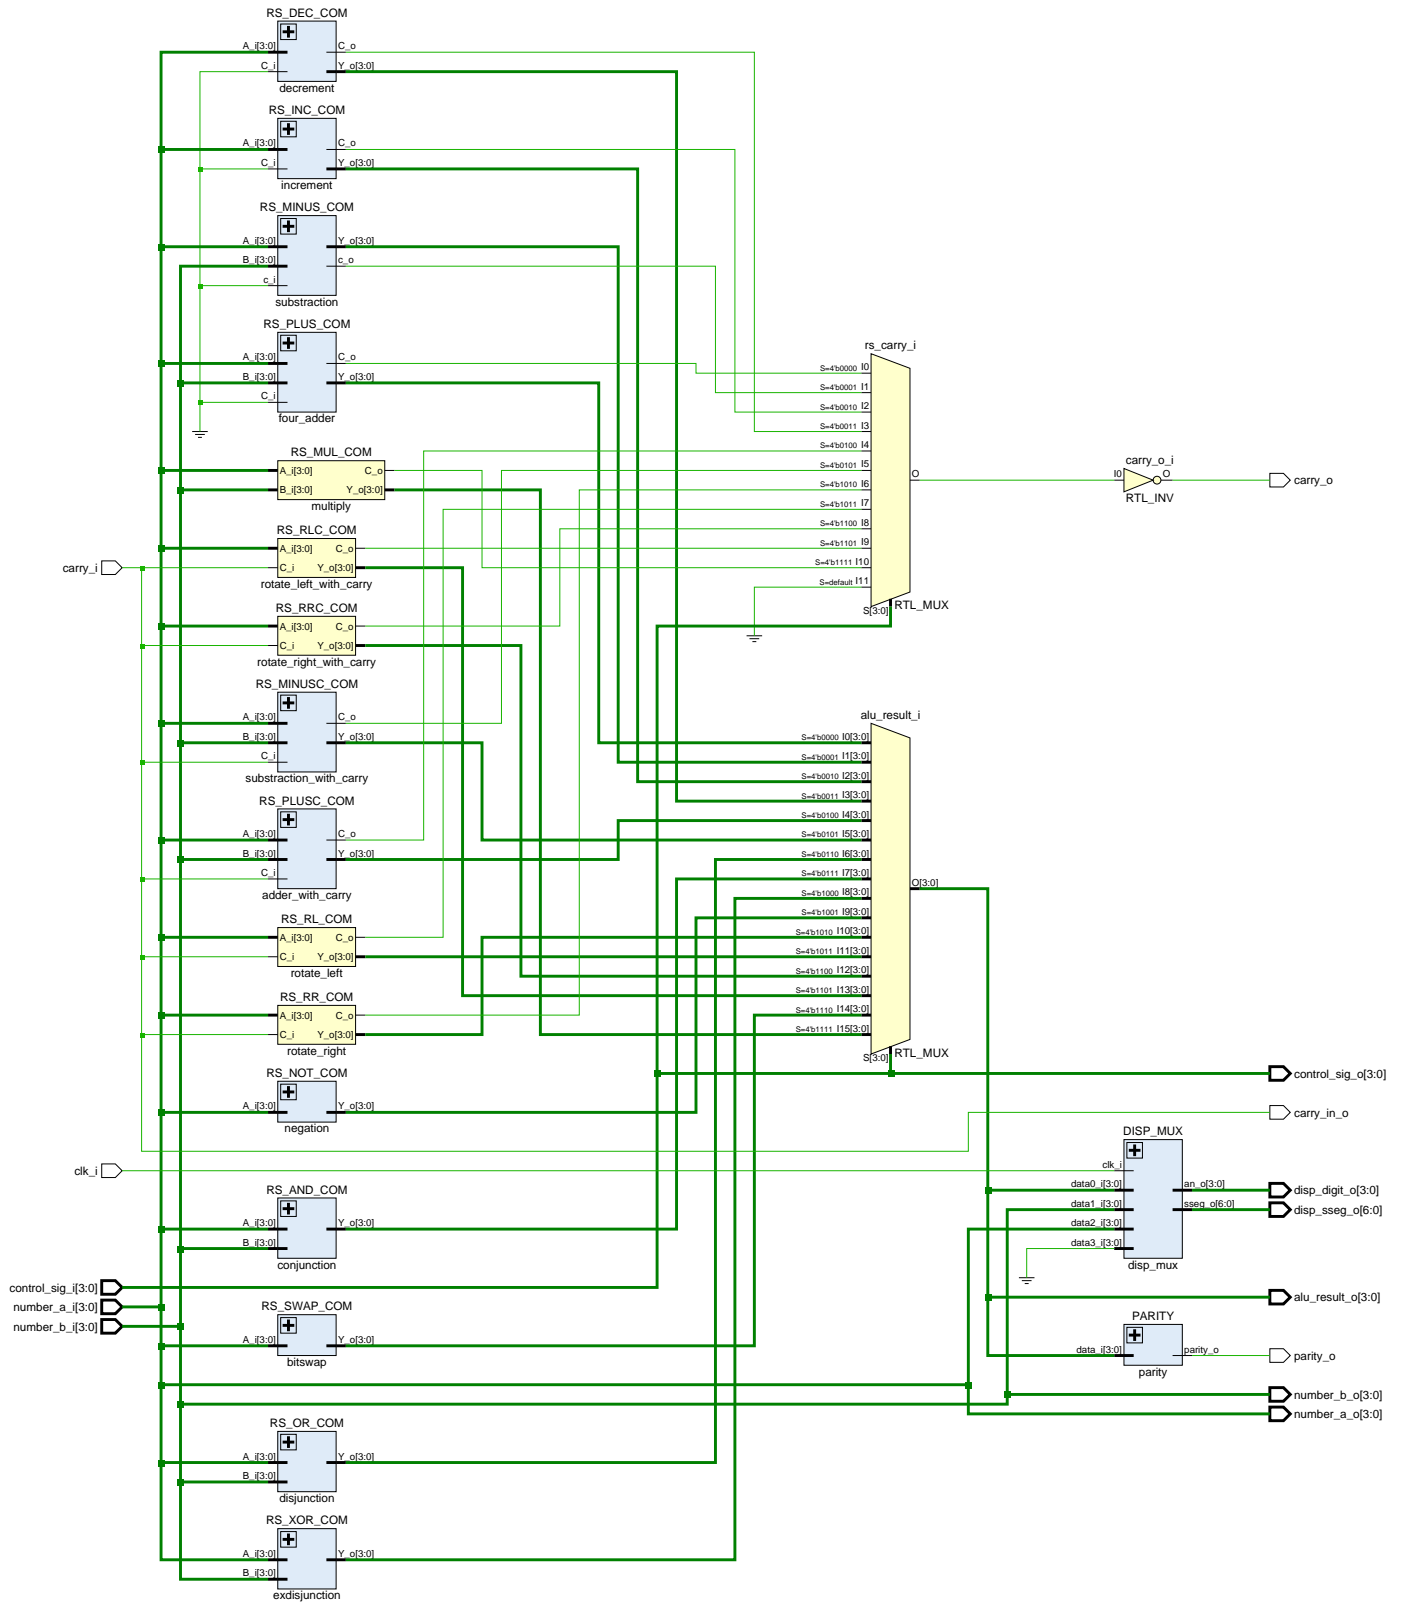 RS_DEC_COM
A_i[3:0]
C_i
C_o
Y_o[3:0]
decrement
RS_INC_COM
A_i[3:0]
C_i
C_o
Y_o[3:0]
increment
RS_MINUS_COM
A_i[3:0]
B_i[3:0]
c_i
Y_o[3:0]
c_o
substraction
RS_PLUS_COM
A_i[3:0]
B_i[3:0]
C_i
C_o
Y_o[3:0]
four_adder
RS_MUL_COM
A_i[3:0] C_o
B_i[3:0] Y_o[3:0]
multiply
RS_RLC_COM
A_i[3:0] C_o
C_i Y_o[3:0]
rotate_left_with_carry
carry_i
RS_RRC_COM
A_i[3:0] C_o
C_i Y_o[3:0]
rotate_right_with_carry
RS_MINUSC_COM
A_i[3:0]
B_i[3:0]
C_i
C_o
Y_o[3:0]
substraction_with_carry
RS_PLUSC_COM
A_i[3:0]
B_i[3:0]
C_i
C_o
Y_o[3:0]
adder_with_carry
RS_RL_COM
A_i[3:0] C_o
C_i Y_o[3:0]
rotate_left
RS_RR_COM
A_i[3:0] C_o
C_i Y_o[3:0]
rotate_right
RS_NOT_COM
A_i[3:0] Y_o[3:0]
negation
clk_i
RS_AND_COM
A_i[3:0] Y_o[3:0]
B_i[3:0]
conjunction
control_sig_i[3:0]
number_a_i[3:0]
number_b_i[3:0]
RS_SWAP_COM
A_i[3:0] Y_o[3:0]
bitswap
RS_OR_COM
A_i[3:0] Y_o[3:0]
B_i[3:0]
disjunction
RS_XOR_COM
A_i[3:0] Y_o[3:0]
B_i[3:0]
exdisjunction
rs_carry_i
S=4'b0000 I0
S=4'b0001 I1
S=4'b0010 I2
S=4'b0011 I3
S=4'b0100 I4
S=4'b0101 I5
S=4'b1010 I6
S=4'b1011 I7
S=4'b1100 I8
S=4'b1101 I9
S=4'b1111 I10
S=default I11
S[3:0]
RTL_MUX
O
carry_o_i
I0 O
RTL_INV
carry_o
alu_result_i
S=4'b0000 I0[3:0]
S=4'b0001 I1[3:0]
S=4'b0010 I2[3:0]
S=4'b0011 I3[3:0]
S=4'b0100 I4[3:0]
S=4'b0101 I5[3:0]
S=4'b0110 I6[3:0]
S=4'b0111 I7[3:0]
S=4'b1000 I8[3:0]
S=4'b1001 I9[3:0]
S=4'b1010 I10[3:0]
S=4'b1011 I11[3:0]
S=4'b1100 I12[3:0]
S=4'b1101 I13[3:0]
S=4'b1110 I14[3:0]
S=4'b1111 I15[3:0]
S[3:0]
RTL_MUX
O[3:0]
control_sig_o[3:0]
carry_in_o
DISP_MUX
clk_i
data0_i[3:0]
data1_i[3:0]
data2_i[3:0]
data3_i[3:0]
an_o[3:0]
sseg_o[6:0]
disp_mux
disp_digit_o[3:0]
disp_sseg_o[6:0]
alu_result_o[3:0]
PARITY
data_i[3:0] parity_o
parity
parity_o
number_b_o[3:0]
number_a_o[3:0]